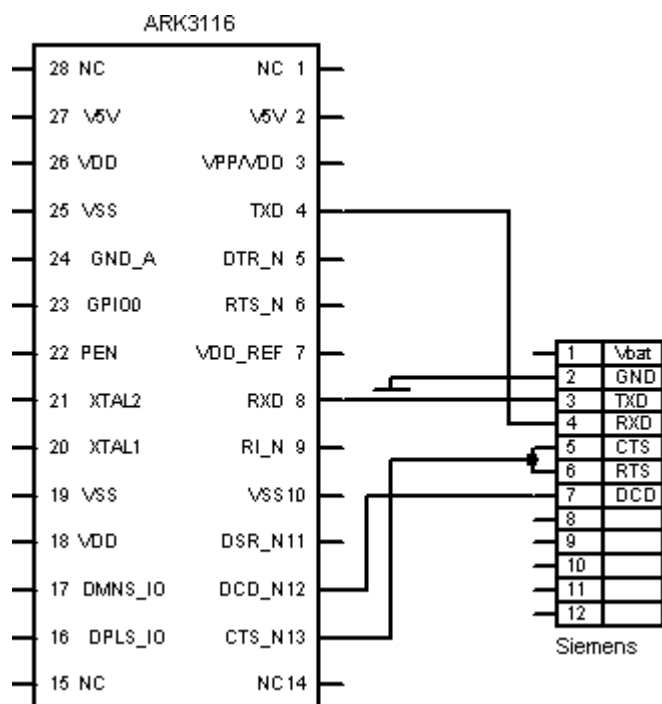 ARK3116
28 NC NC 1
27 V5V V5V 2
26 VDD VPP/VDD 3
25 VSS TXD 4
24 GND_A DTR_N 5
23 GPIO0 RTS_N 6
22 PEN VDD_REF 7
21 XTAL2 RXD 8
20 XTAL1 RI_N 9
19 VSS VSS10
18 VDD DSR_N11
17 DMNS_IO DCD_N12
16 DPLS_IO CTS_N13
15 NC NC14
1 Vbat
2 GND
3 TXD
4 RXD
5 CTS
6 RTS
7 DCD
8
9
10
11
12
Siemens